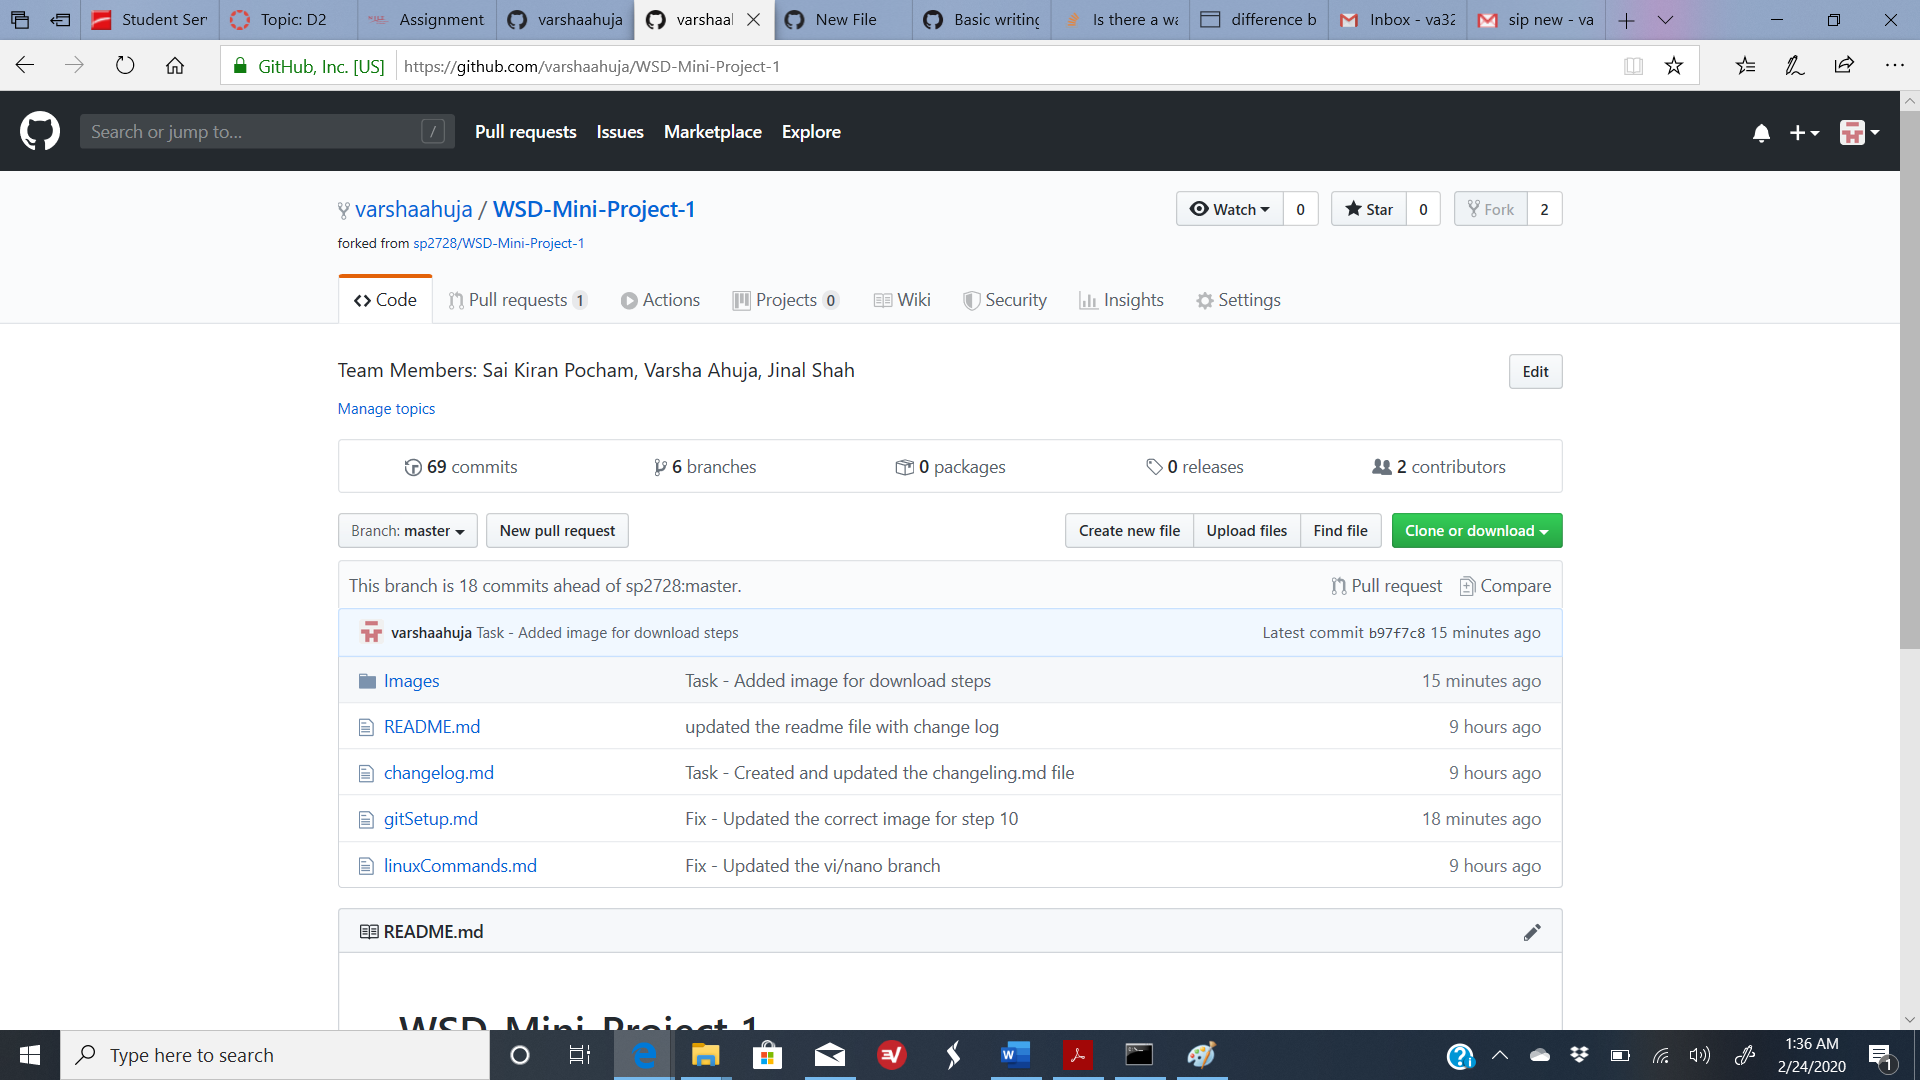 Student Ser Topic: D2 Assignment varshaahuja varshaal New File Basic writing Is there a wa difference b Inbox - va32 sip new - va
GitHub, Inc. [US] https://github.com/varshaahuja/WSD-Mini-Project-1
Search or jump to... / Pull requests Issues Marketplace Explore
varshaahuja / WSD-Mini-Project-1 Watch 0 Star 0 Fork 2
forked from sp2728/WSD-Mini-Project-1
Code Pull requests 1 Actions Projects 0 Wiki Security Insights Settings
Team Members: Sai Kiran Pocham, Varsha Ahuja, Jinal Shah Edit
Manage topics
69 commits 6 branches 0 packages 0 releases 2 contributors
Branch: master New pull request Create new file Upload files Find file Clone or download
This branch is 18 commits ahead of sp2728:master. Pull request Compare
varshaahuja Task - Added image for download steps Latest commit b97f7c8 15 minutes ago
Images Task - Added image for download steps 15 minutes ago
README.md updated the readme file with change log 9 hours ago
changelog.md Task - Created and updated the changeling.md file 9 hours ago
gitSetup.md Fix - Updated the correct image for step 10 18 minutes ago
linuxCommands.md Fix - Updated the vi/nano branch 9 hours ago
README.md
WSD-Mini-Project-1
Type here to search 1:36 AM
2/24/2020 1